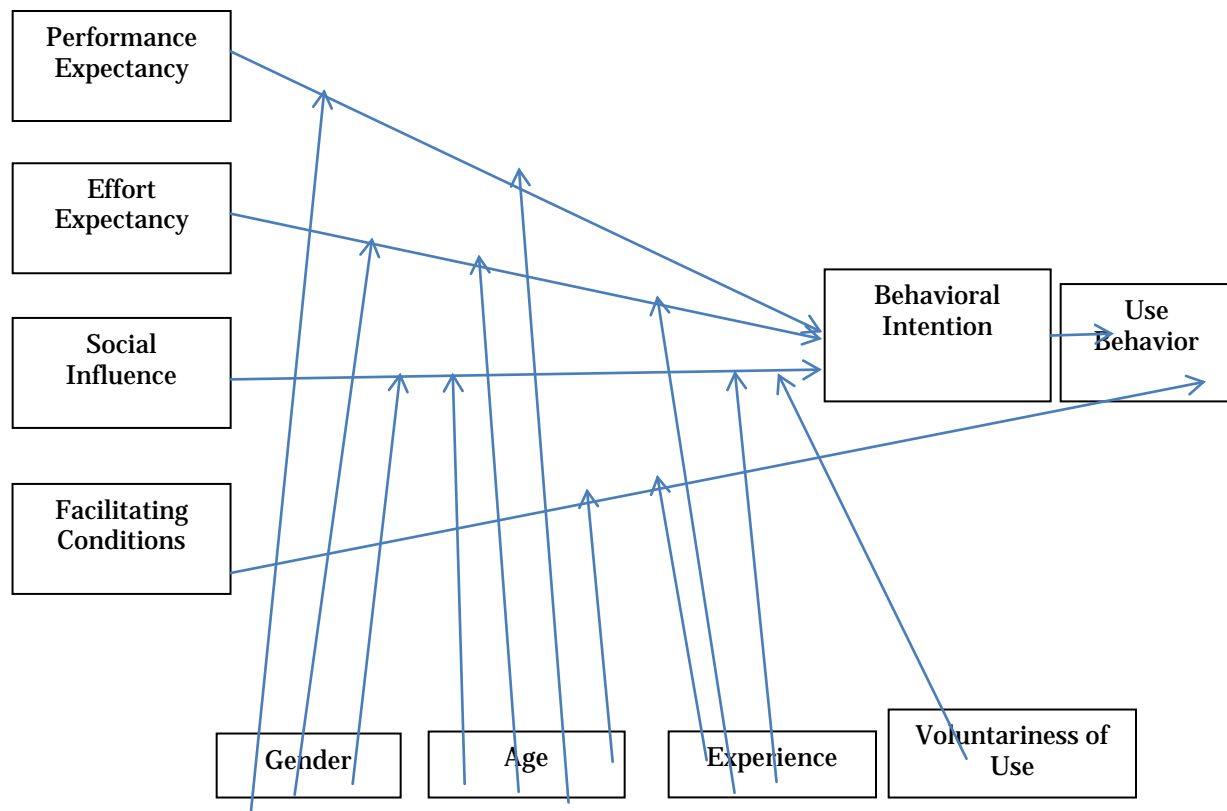 Performance
Expectancy
Effort
Expectancy
Social
Influence
Facilitating
Conditions
Behavioral
Intention
Use
Behavior
Gender
Age
Experience
Voluntariness of
Use